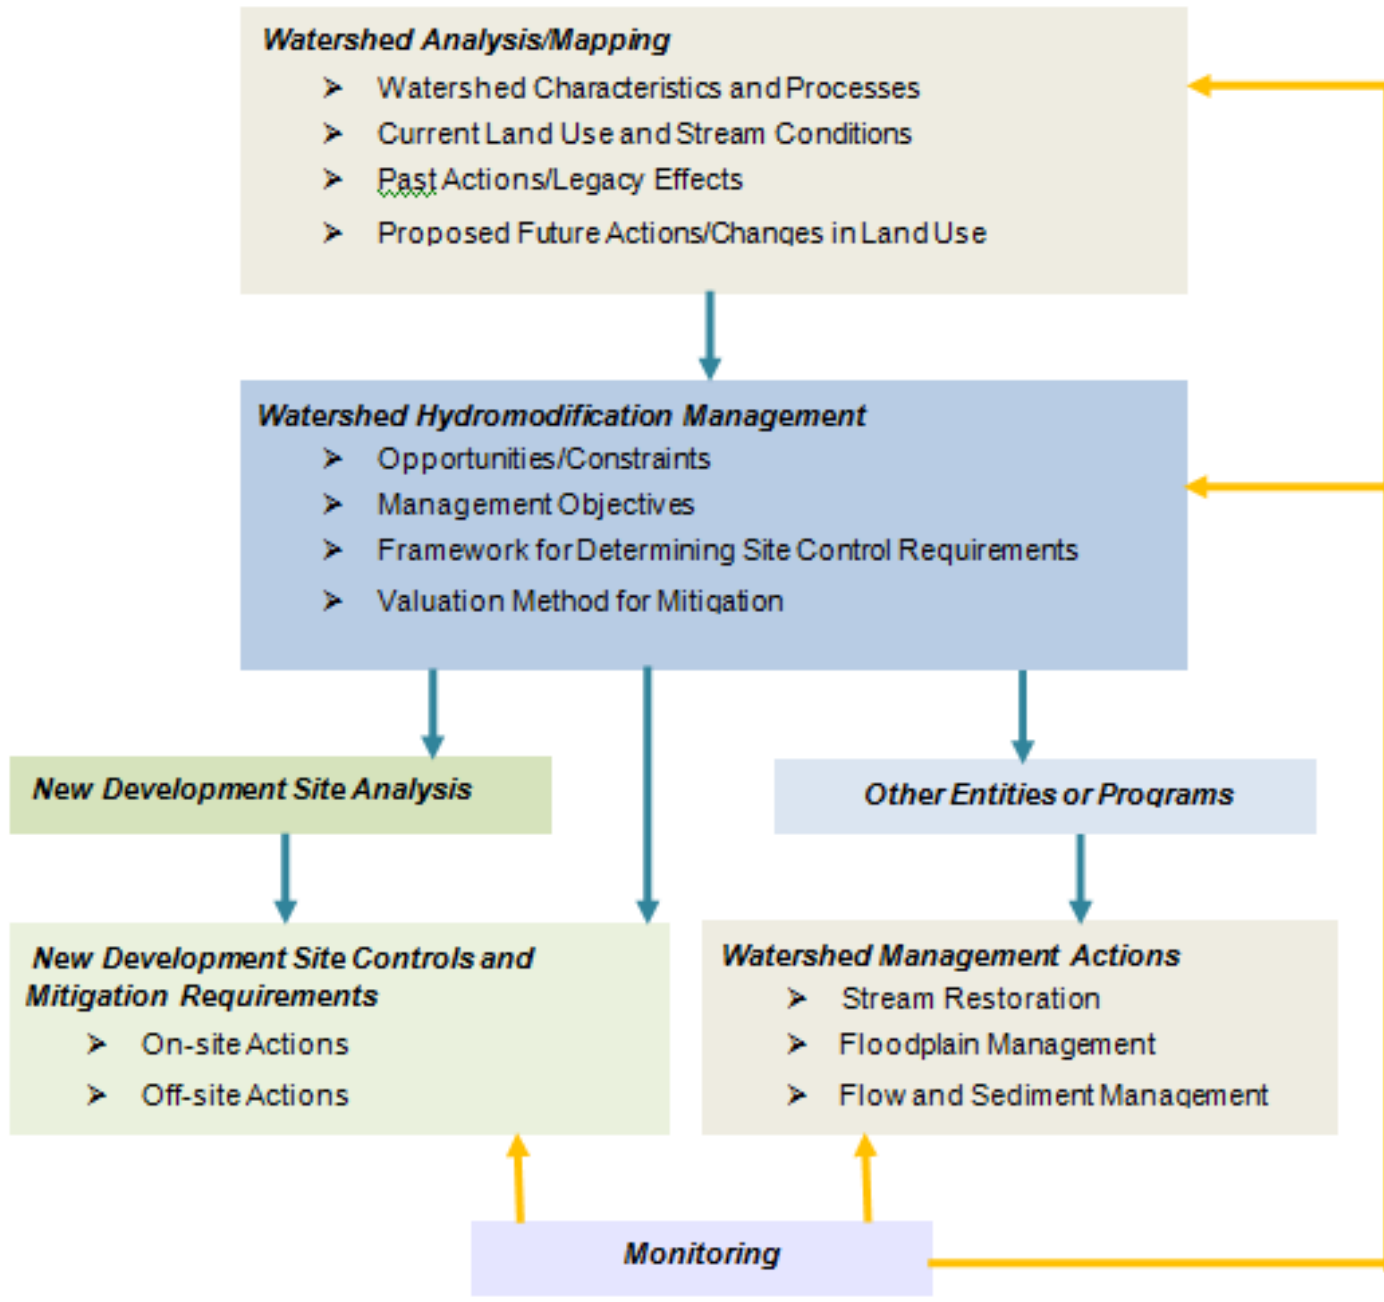 Watershed Analysis/Mapping
➢ Watershed Characteristics and Processes
➢ Current Land Use and Stream Conditions
➢ Past Actions/Legacy Effects
➢ Proposed Future Actions/Changes in Land Use
Watershed Hydromodification Management
➢ Opportunities/Constraints
➢ Management Objectives
➢ Framework for Determining Site Control Requirements
➢ Valuation Method for Mitigation
New Development Site Analysis
Other Entities or Programs
New Development Site Controls and
Mitigation Requirements
➢ On-site Actions
➢ Off-site Actions
Watershed Management Actions
➢ Stream Restoration
➢ Floodplain Management
➢ Flow and Sediment Management
Monitoring